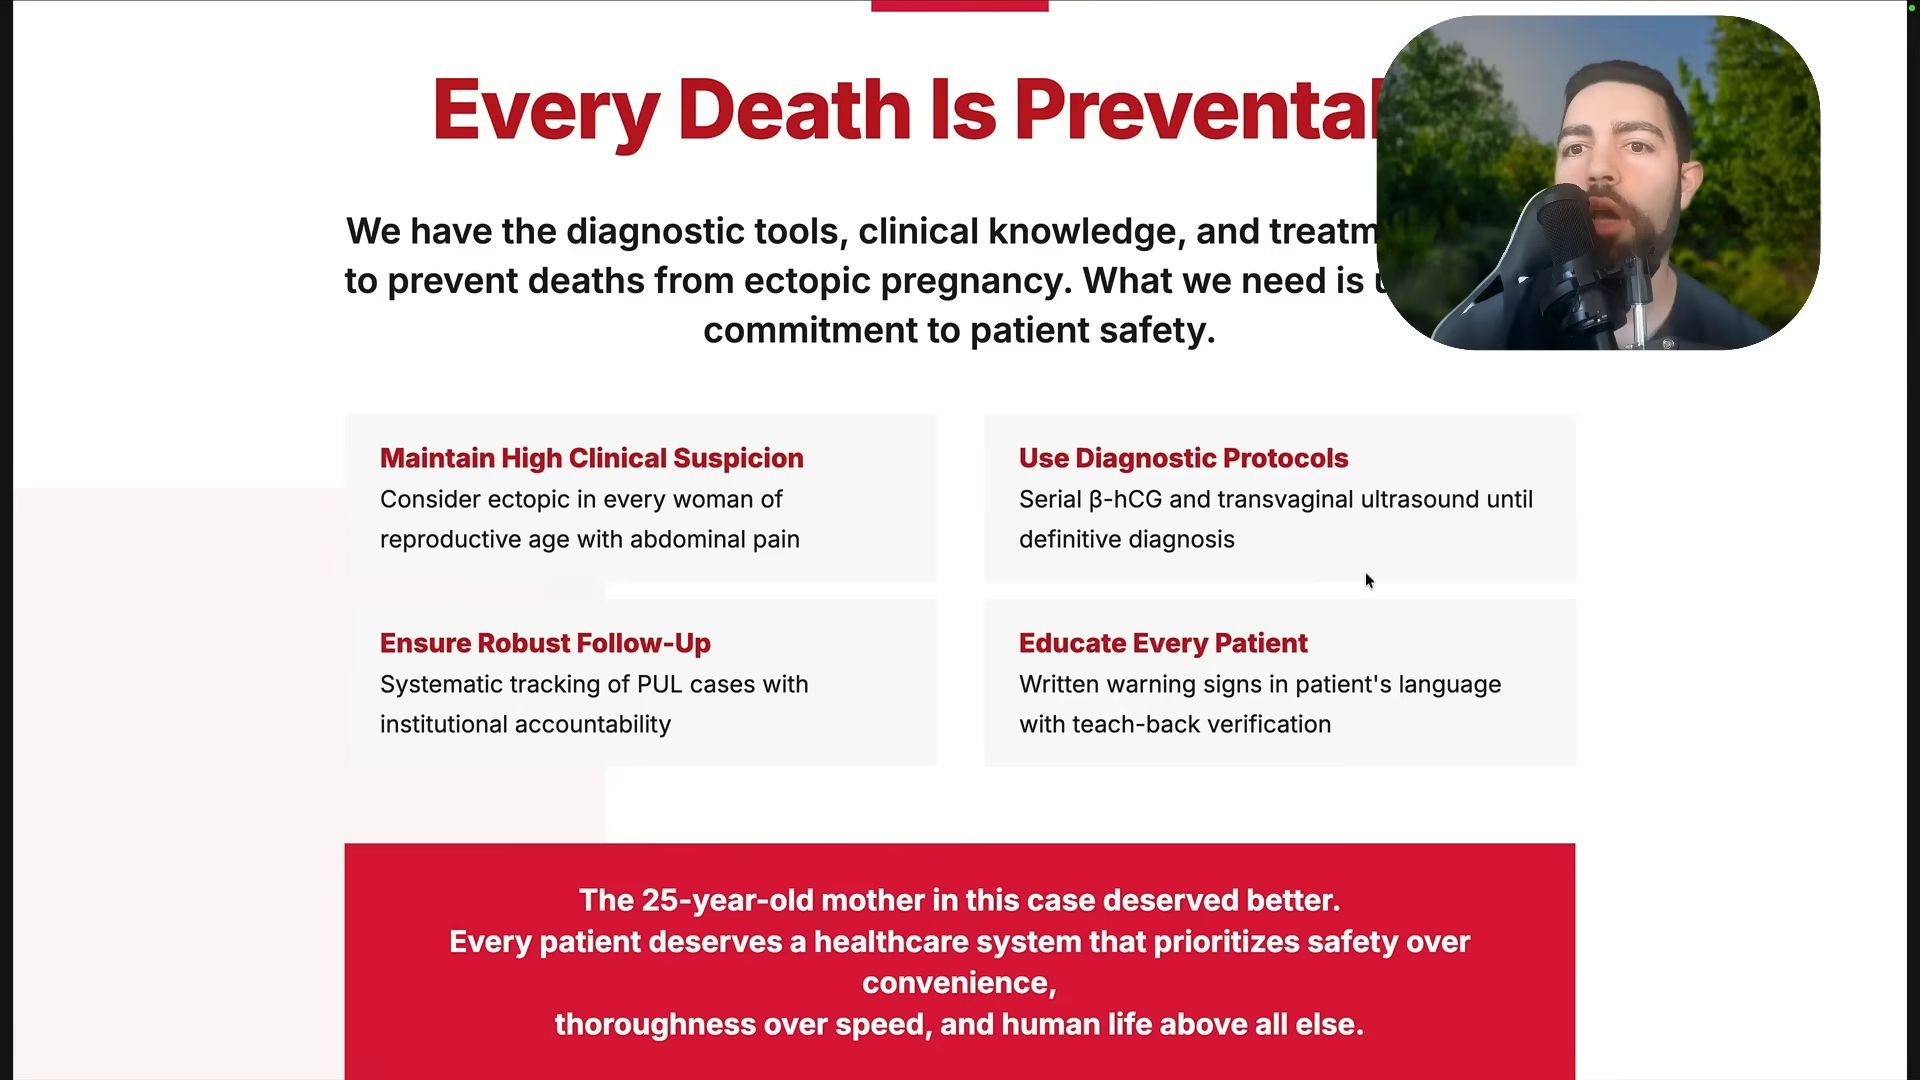 Every Death Is
We have the diagnostic tools, clinical knowledge, and
to prevent deaths from ectopic pregnancy. What we need is
commitment to patient safety.
Maintain High Clinical Suspicion
Consider ectopic in every woman of
reproductive age with abdominal pain
Use Diagnostic Protocols
Serial β-hCG and transvaginal ultrasound until
definitive diagnosis
Ensure Robust Follow-Up
Systematic tracking of PUL cases with
institutional accountability
Educate Every Patient
Written warning signs in patient's language
with teach-back verification
The 25-year-old mother in this case deserved better.
Every patient deserves a healthcare system that prioritizes safety over
convenience,
thoroughness over speed, and human life above all else.